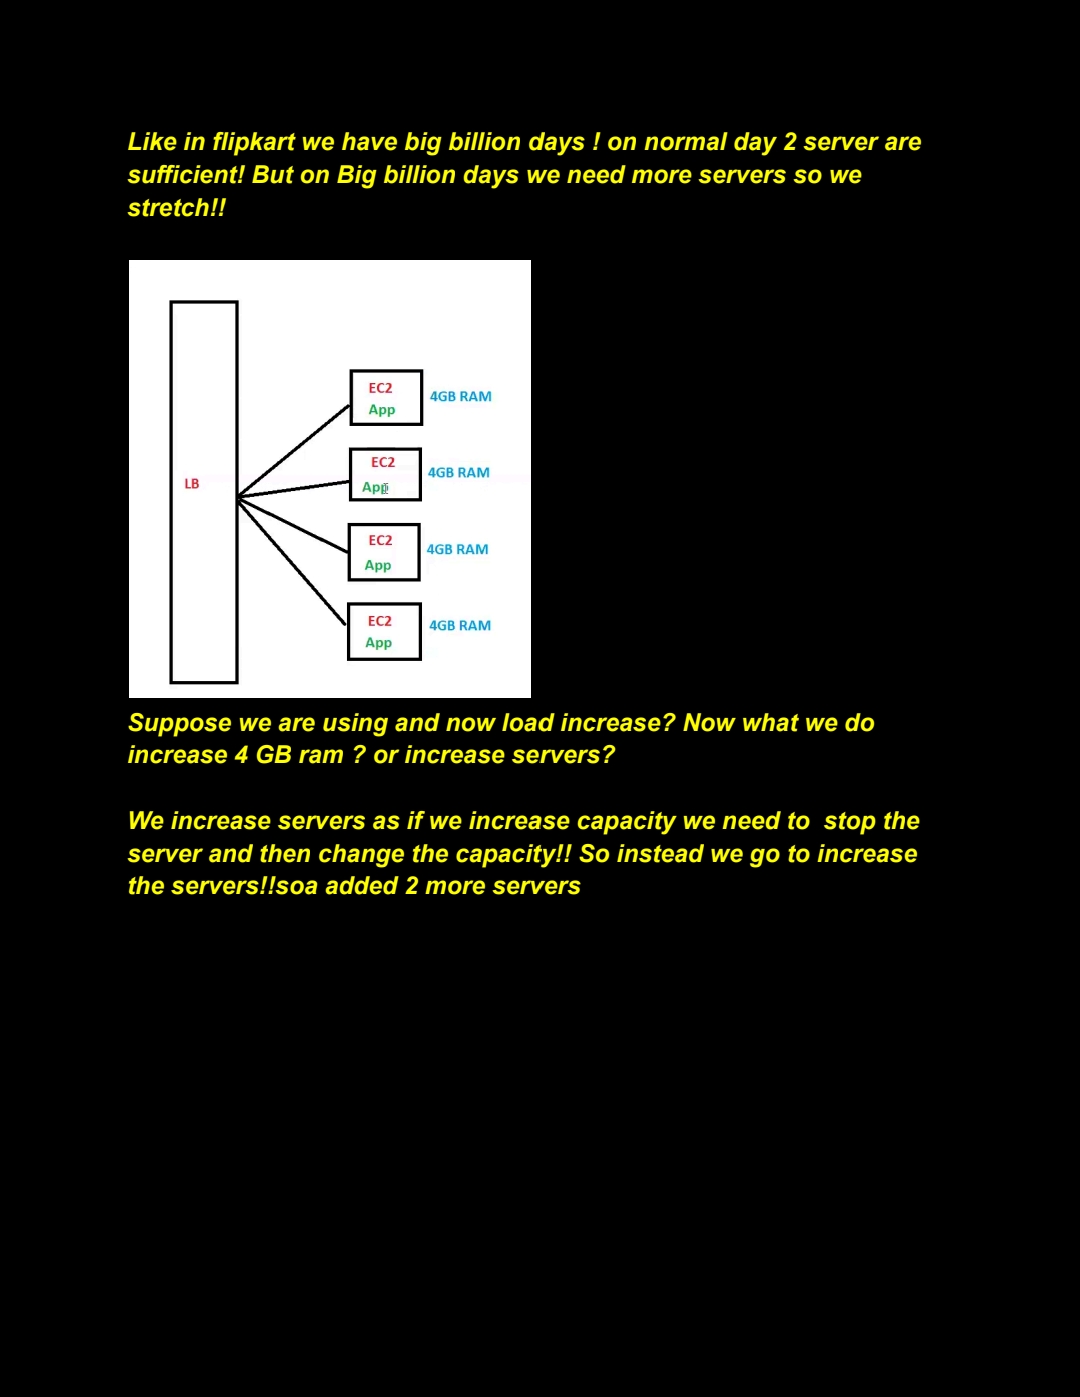 Like in flipkart we have big billion days ! on normal day 2 server are
sufficient! But on Big billion days we need more servers so we
stretch!!
EC2
4GB RAM
App
EC2
4GB RAM
LB
App
EC2
4GB RAM
App
EC2
4GB RAM
App
Suppose we are using and now load increase? Now what we do
increase 4 GB ram ? or increase servers?
We increase servers as if we increase capacity we need to  stop the
server and then change the capacity!! So instead we go to increase
the servers!!soa added 2 more servers